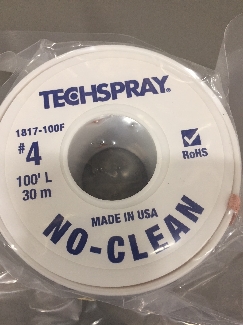 TECHSPRAY®
1817-100F
#4
100' L
30 m
RoHS
MADE IN USA
NO-CLEAN